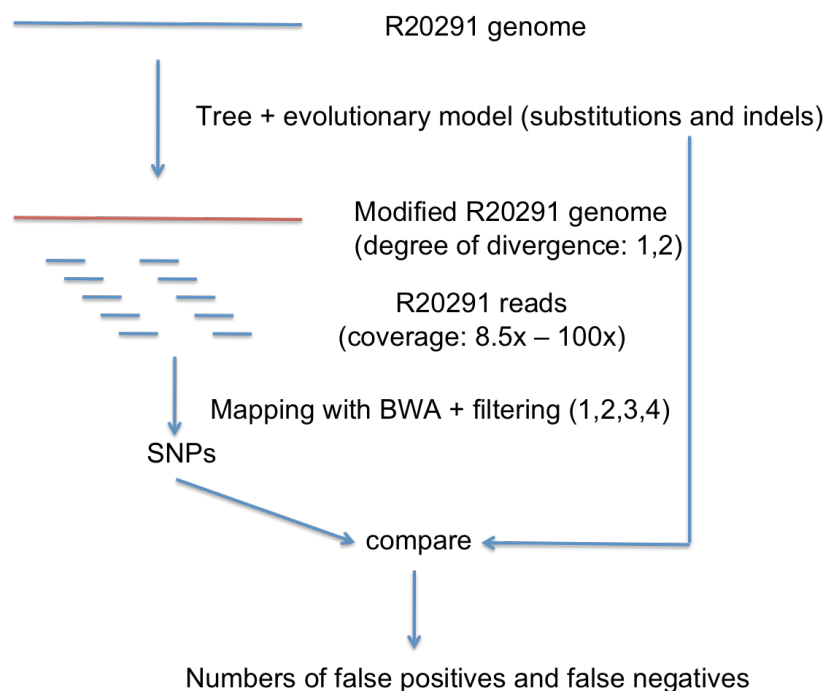 R20291 genome
Tree + evolutionary model (substitutions and indels)
Modified R20291 genome
(degree of divergence: 1,2)
R20291 reads
(coverage: 8.5x – 100x)
Mapping with BWA + filtering (1,2,3,4)
SNPs
compare
Numbers of false positives and false negatives